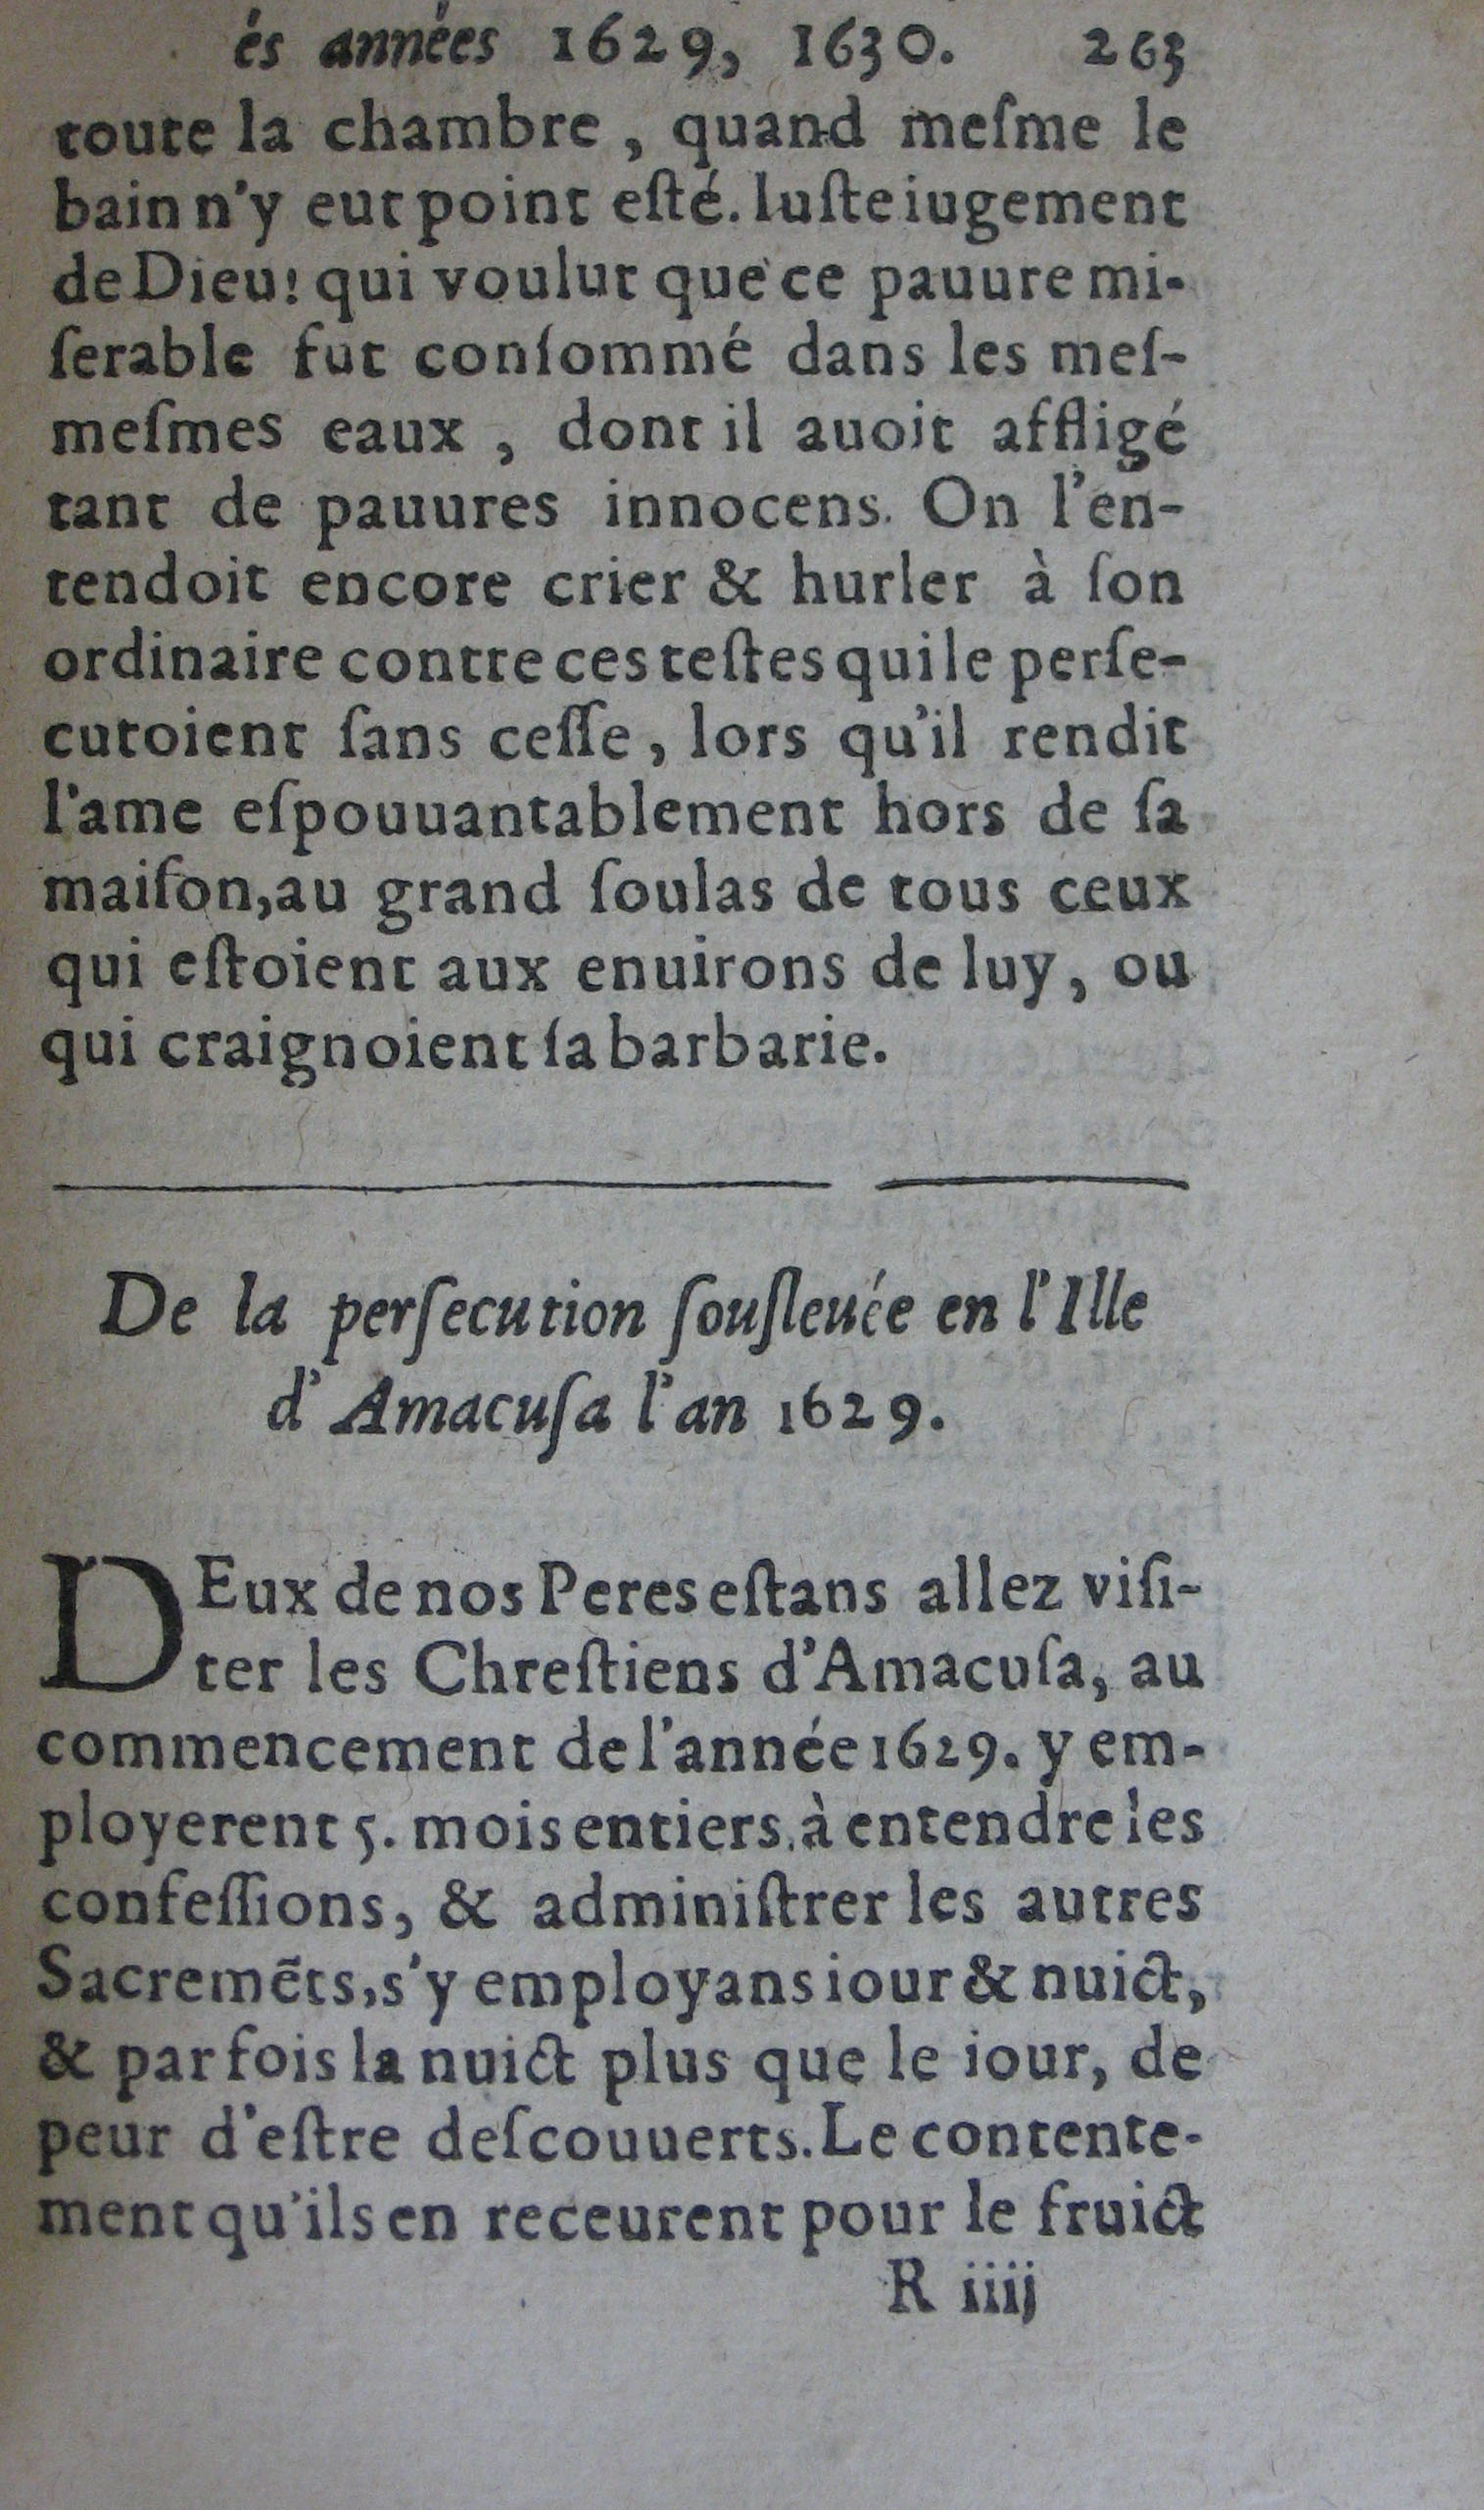 és années 1629, 1630. 263
toute la chambre, quand meſme le
bain n'y eut point eſté. Iuſte iugement
de Dieu! qui voulut que ce pauure mi-
ſerable fut conſommé dans les meſ-
meſmes eaux, dont il auoit affligé
tant de pauures innocens. On l'en-
tendoit encore crier & hurler à ſon
ordinaire contre ces teſtes qui le perſe-
cutoient ſans ceſſe, lors qu'il rendit
l'ame eſpouuantablement hors de ſa
maiſon, au grand ſoulas de tous ceux
qui eſtoient aux enuirons de luy, ou
qui craignoient ſa barbarie.
De la perſecution ſouſleuée en l'Iſle
d'Amacuſa l'an 1629.
DEux de nos Peres eſtans allez viſi-
ter les Chreſtiens d'Amacuſa, au
commencement de l'année 1629. y em-
ployerent 5. mois entiers, à entendre les
confeſſions, & adminiſtrer les autres
Sacremẽts, s'y employans iour & nuict,
& par fois la nuict plus que le iour, de
peur d'eſtre deſcouuerts. Le contente-
ment qu'ils en receurent pour le fruict
R iiij